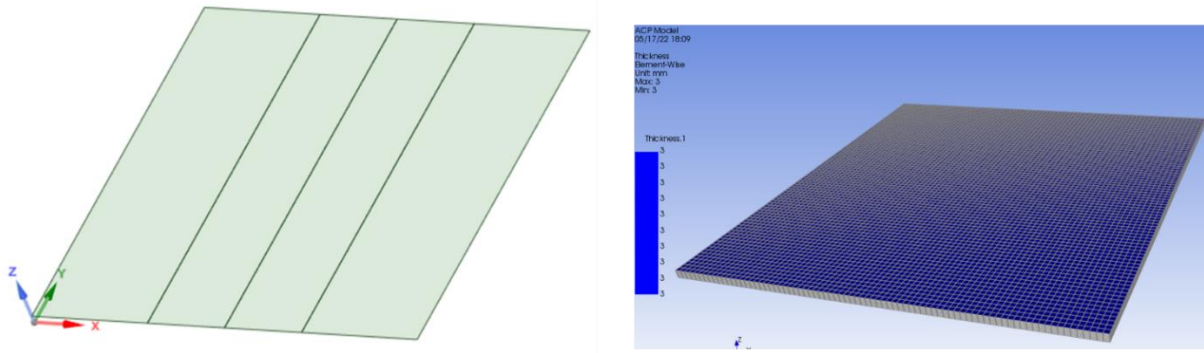 Z
Y
X
ACP Model
05/17/22 18:09
Thickness
Element-Wise
Unit: mm
Max: 3
Min: 3
Thickness.1
3
3
3
3
3
3
3
3
3
3
Z